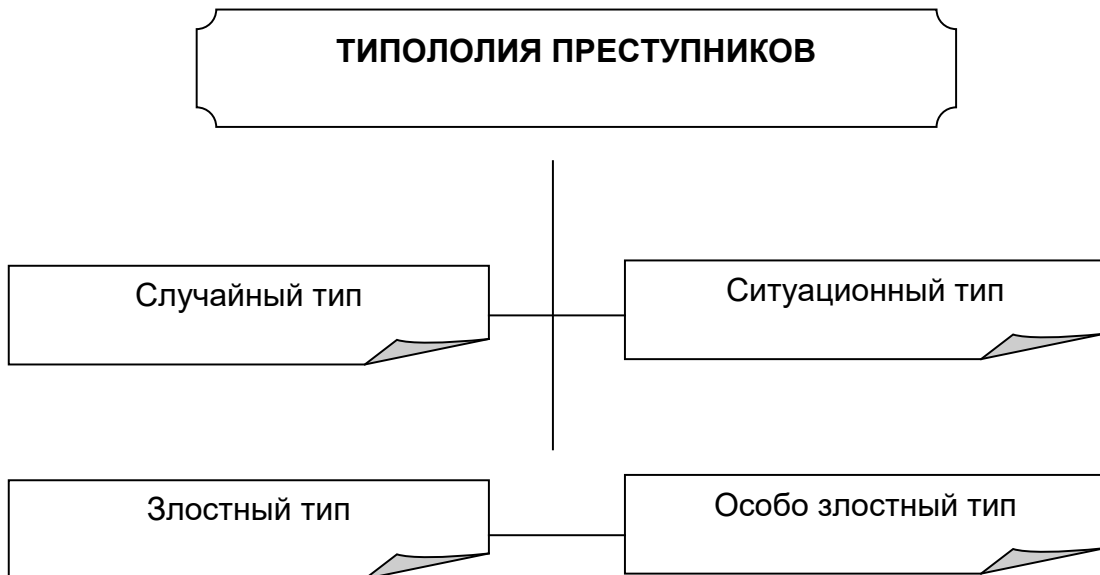 ТИПОЛОЛИЯ ПРЕСТУПНИКОВ
Случайный тип
Ситуационный тип
Злостный тип
Особо злостный тип